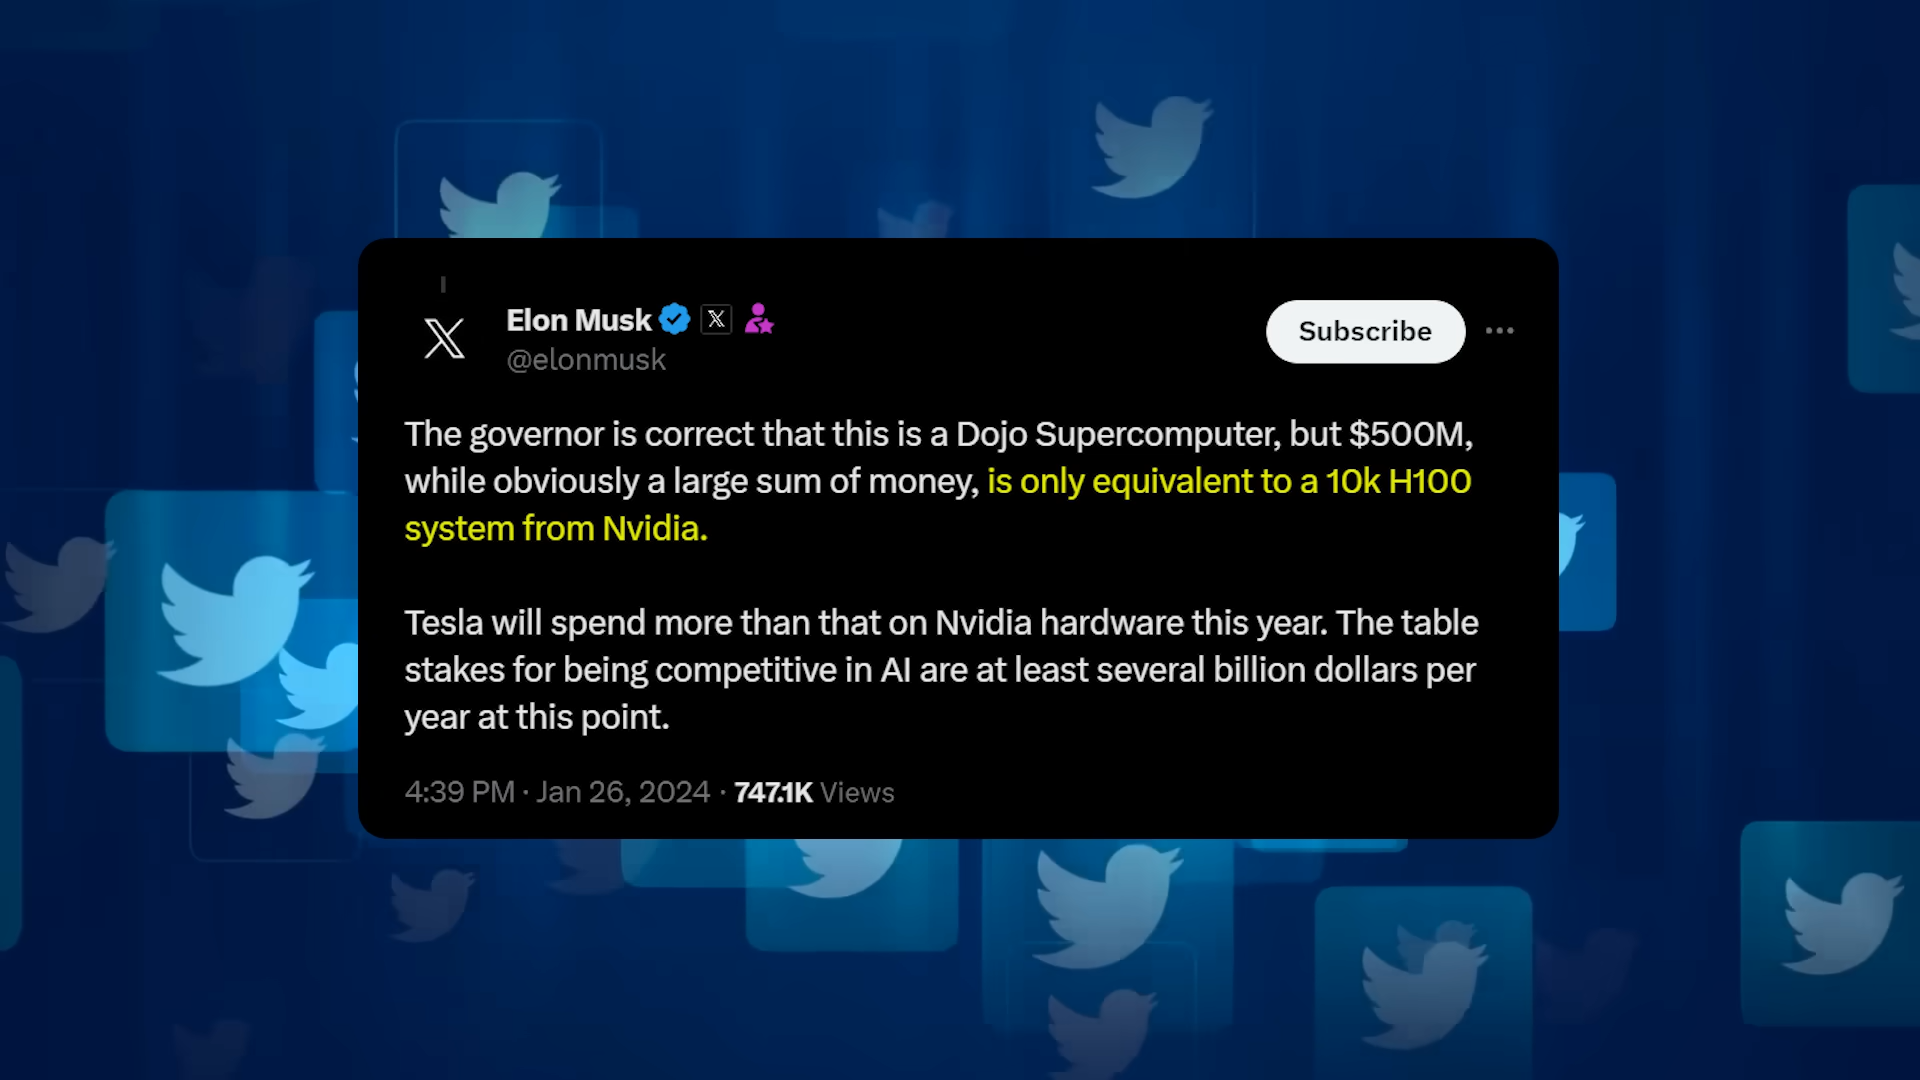 Elon Musk
@elonmusk
Subscribe
The governor is correct that this is a Dojo Supercomputer, but $500M,
while obviously a large sum of money, is only equivalent to a 10k H100
system from Nvidia.
Tesla will spend more than that on Nvidia hardware this year. The table
stakes for being competitive in AI are at least several billion dollars per
year at this point.
4:39 PM · Jan 26, 2024 · 747.1K Views